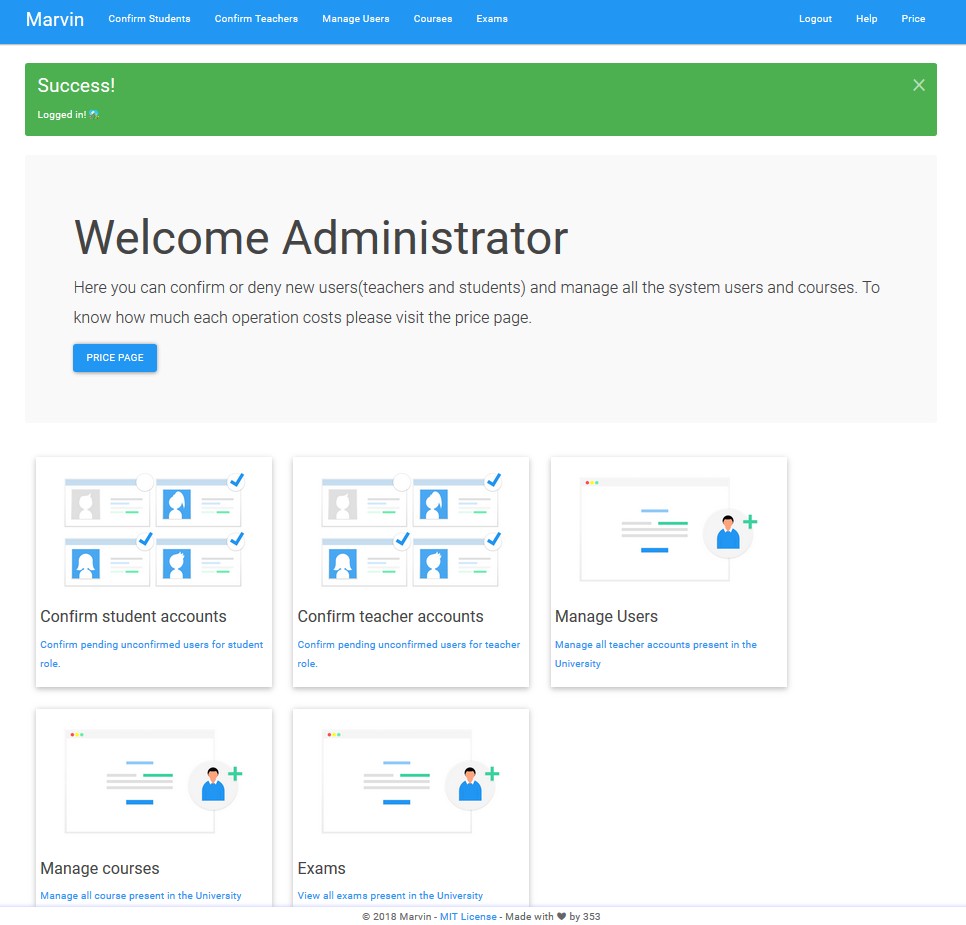 Marvin Confirm Students Confirm Teachers Manage Users Courses Exams Logout Help Price
Success!
Logged in!
Welcome Administrator
Here you can confirm or deny new users(teachers and students) and manage all the system users and courses. To
know how much each operation costs please visit the price page.
PRICE PAGE
Confirm student accounts
Confirm pending unconfirmed users for student
role.
Confirm teacher accounts
Confirm pending unconfirmed users for teacher
role.
Manage Users
Manage all teacher accounts present in the
University
Manage courses
Manage all course present in the University
Exams
View all exams present in the University
© 2018 Marvin - MIT License - Made with ♥ by 353